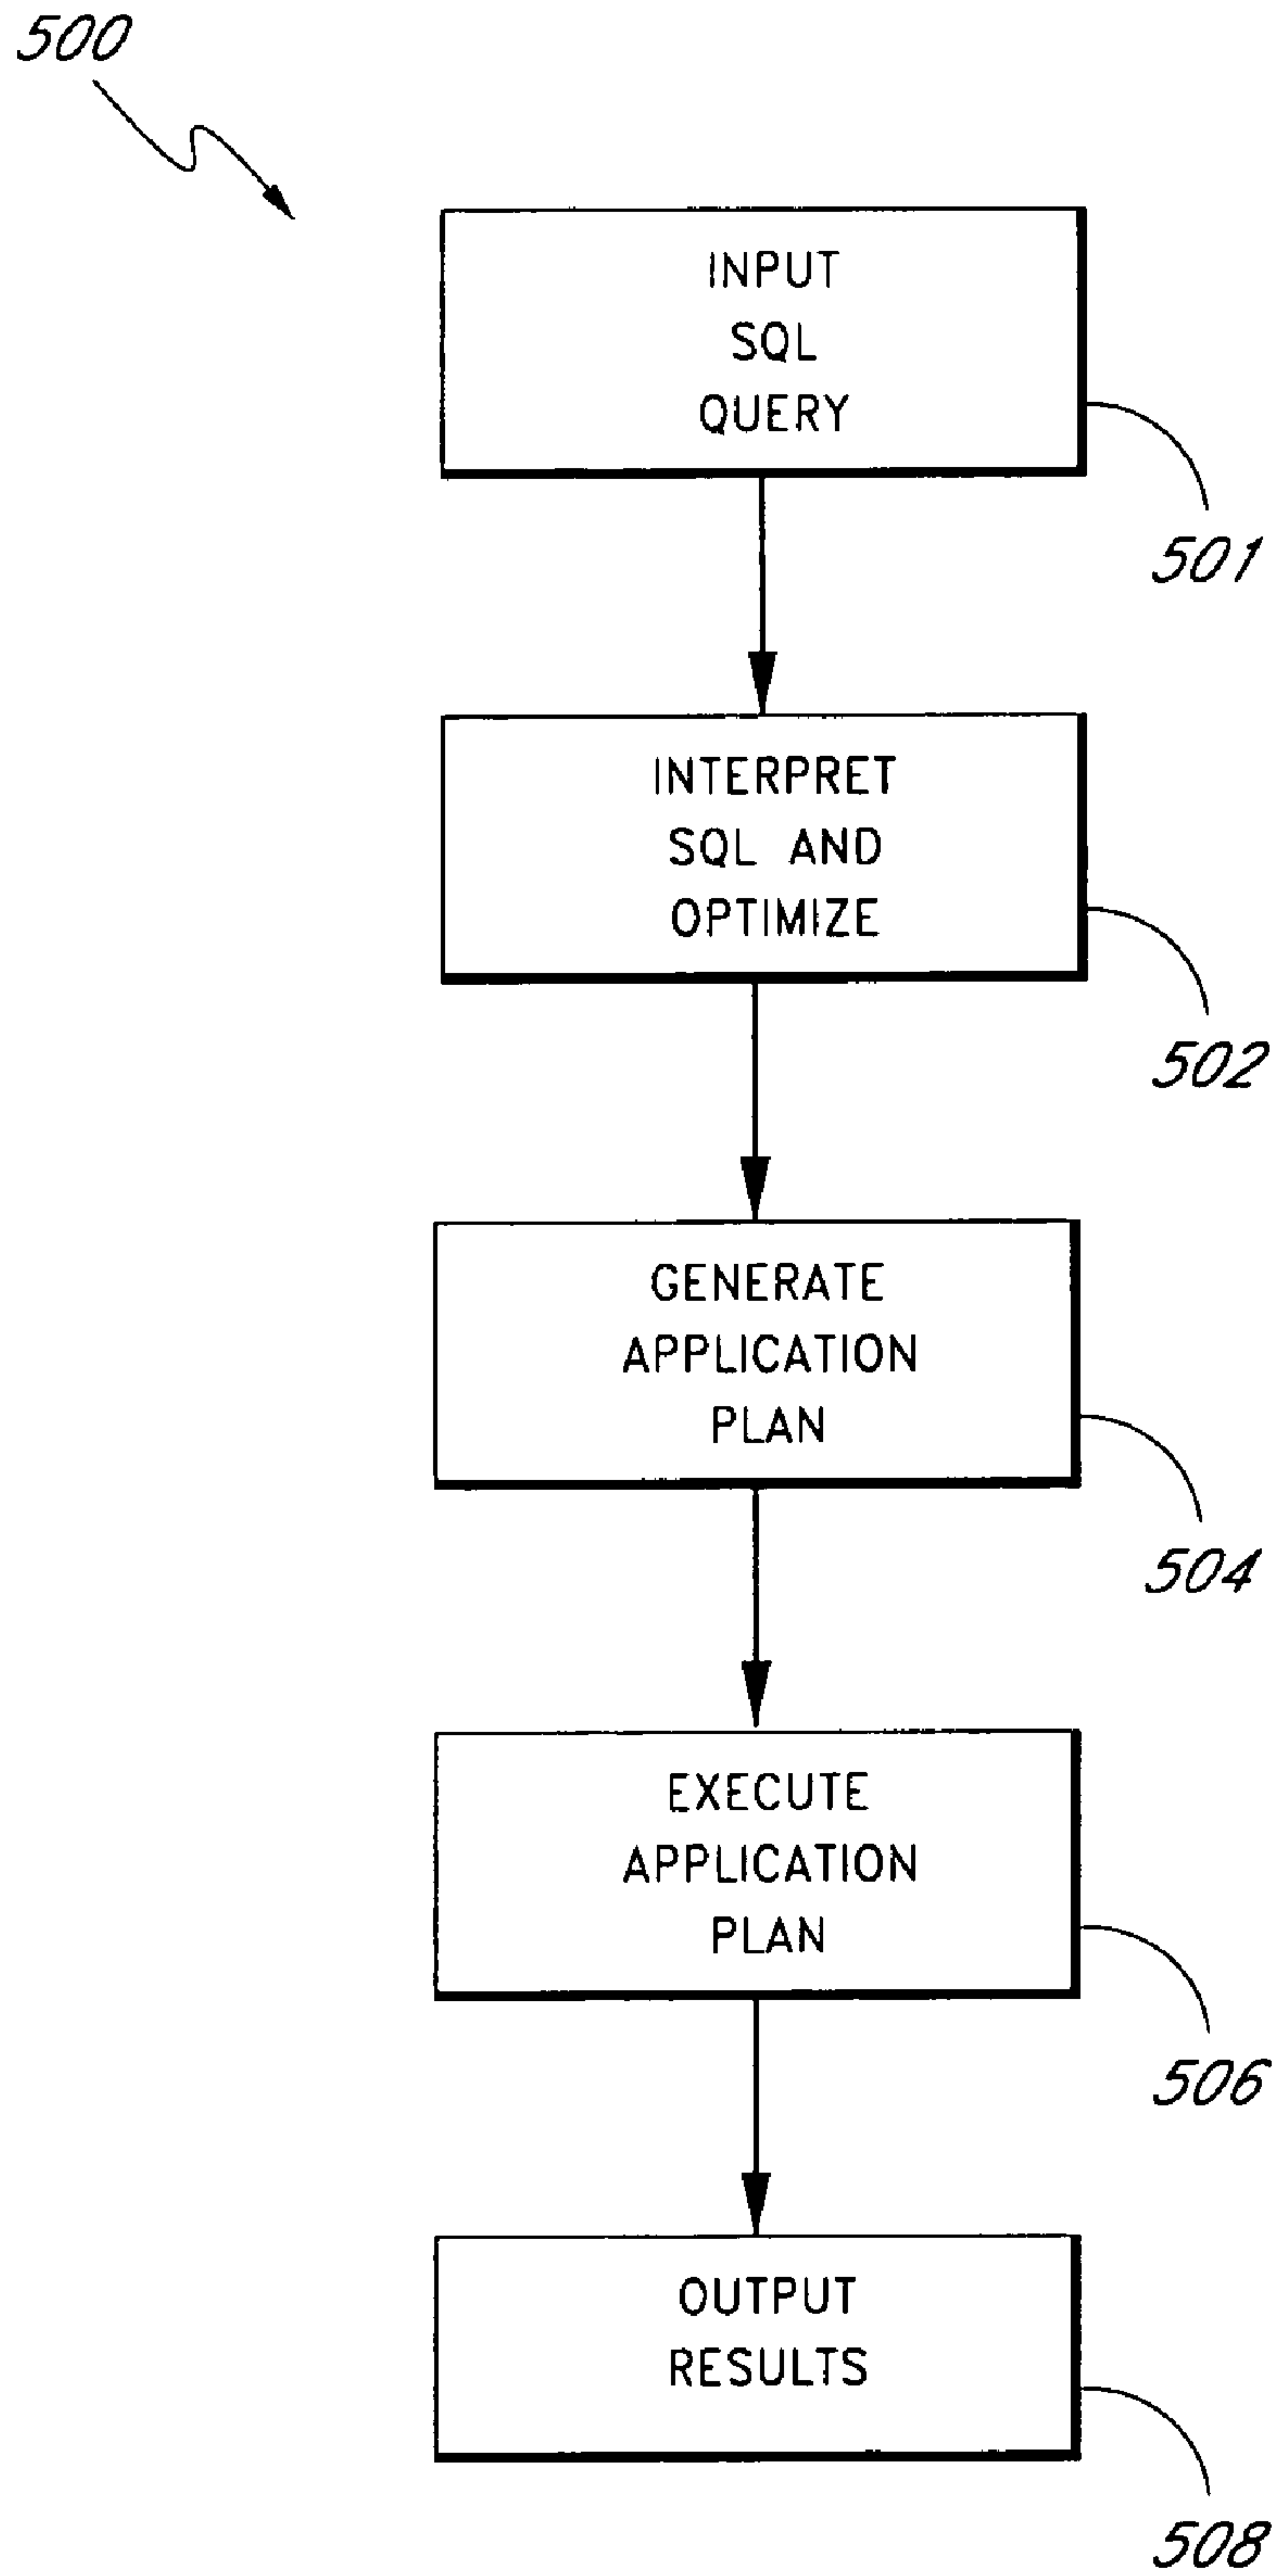 500
INPUT
SQL
QUERY
501
INTERPRET
SQL AND
OPTIMIZE
502
GENERATE
APPLICATION
PLAN
504
EXECUTE
APPLICATION
PLAN
506
OUTPUT
RESULTS
508